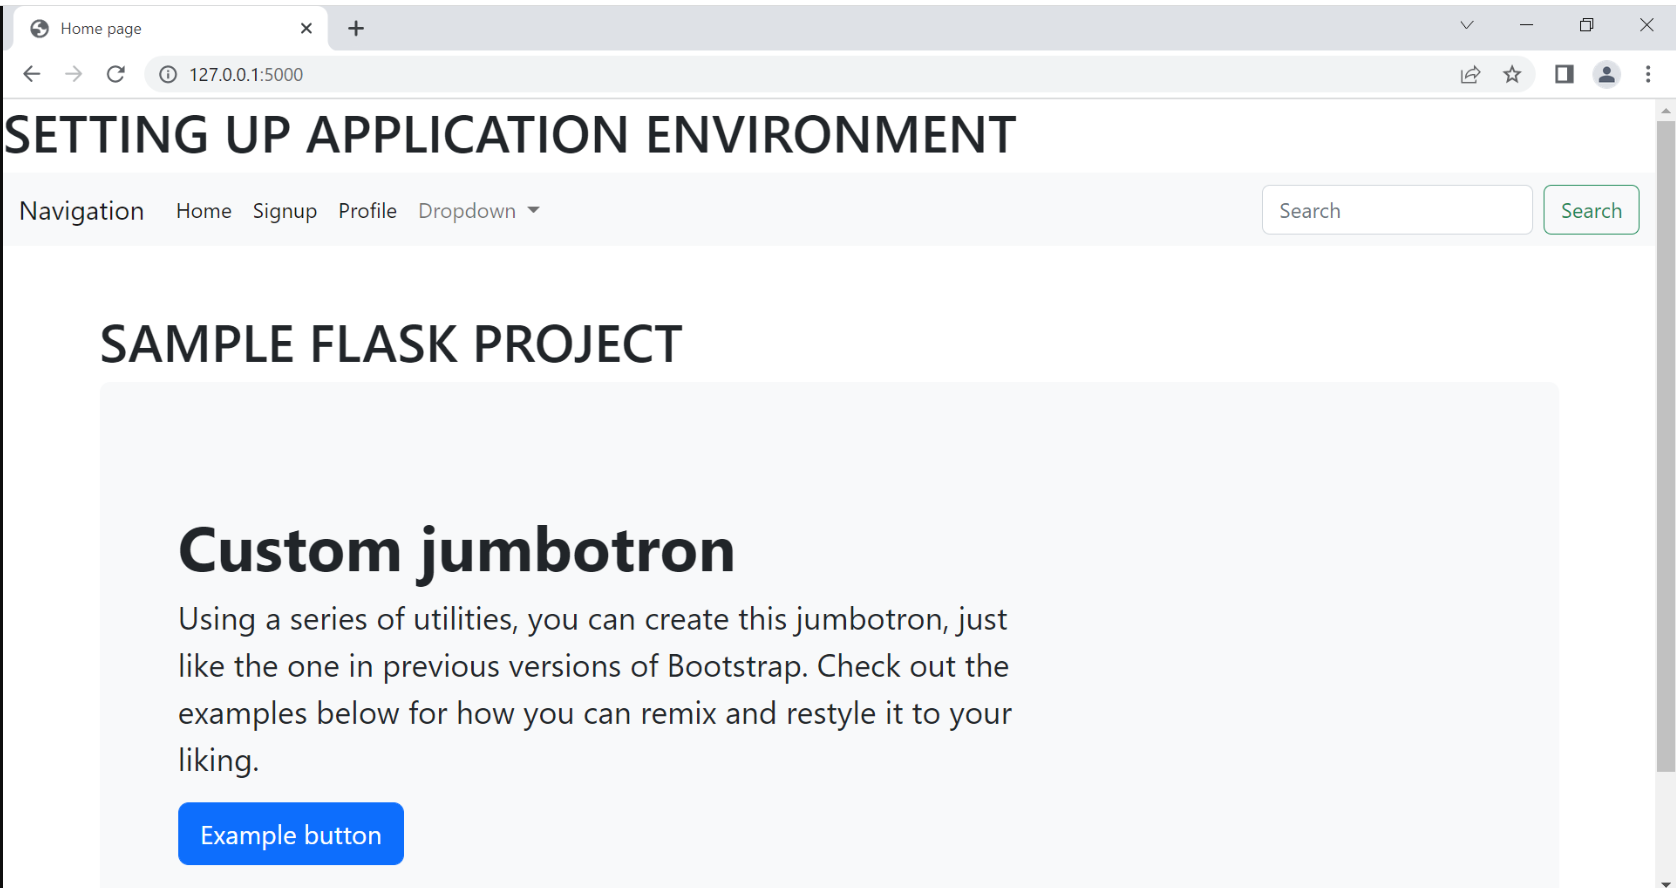 Home page
127.0.0.1:5000
SETTING UP APPLICATION ENVIRONMENT
Navigation Home Signup Profile Dropdown Search Search
SAMPLE FLASK PROJECT
Custom jumbotron
Using a series of utilities, you can create this jumbotron, just
like the one in previous versions of Bootstrap. Check out the
examples below for how you can remix and restyle it to your
liking.
Example button